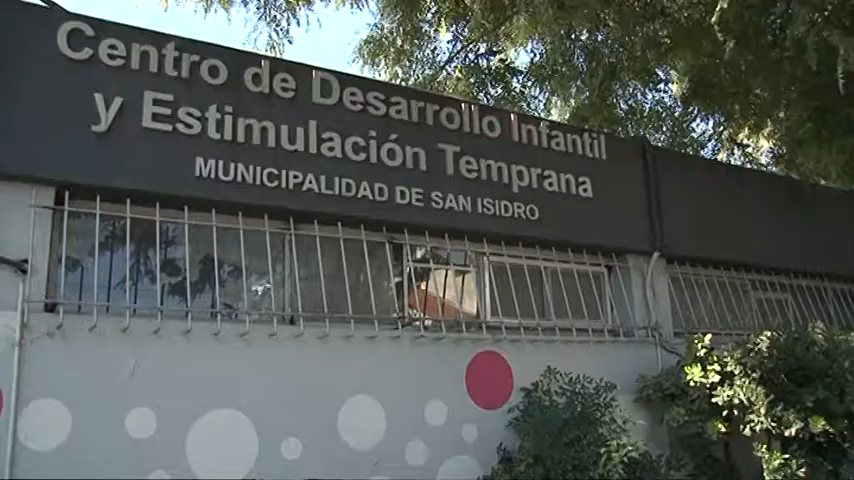 Centro de Desarrollo Infantil
y Estimulación Temprana
MUNICIPALIDAD DE SAN ISIDRO